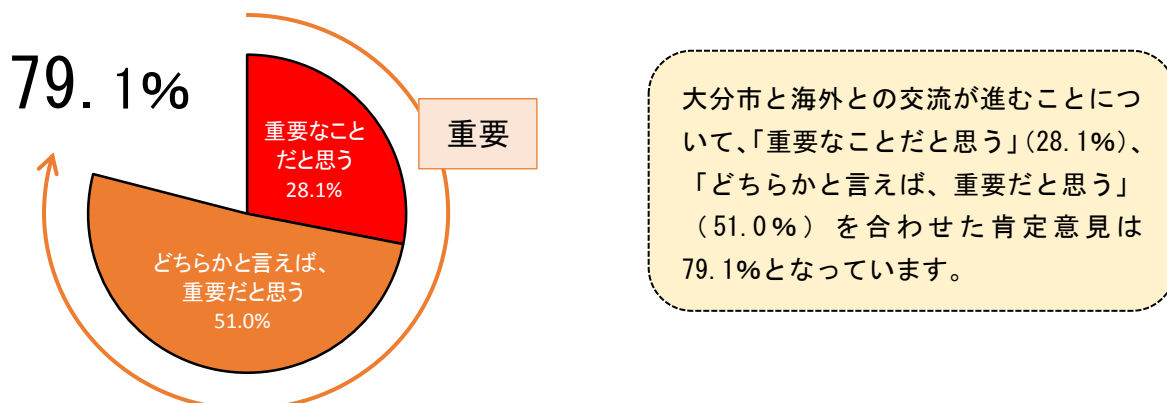 79.1%
重要なこと
だと思う
28.1%
重要
どちらかと言えば、
重要だと思う
51.0%
大分市と海外との交流が進むことにつ
いて、「重要なことだと思う」(28.1%)、
「どちらかと言えば、重要だと思う」
（51.0％）を合わせた肯定意見は
79.1%となっています。